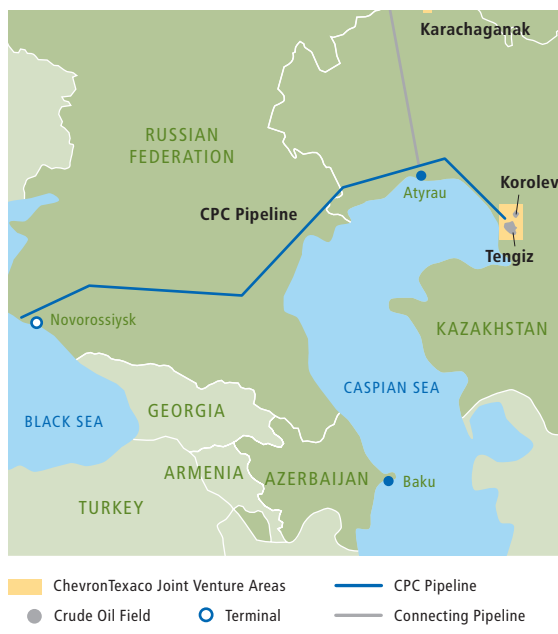 Karachaganak
RUSSIAN
FEDERATION
Korolev
Atyrau
CPC Pipeline
Tengiz
Novorossiysk
KAZAKHSTAN
CASPIAN SEA
GEORGIA
BLACK SEA
ARMENIA
AZERBAIJAN
Baku
TURKEY
ChevronTexaco Joint Venture Areas
CPC Pipeline
Crude Oil Field
Terminal
Connecting Pipeline